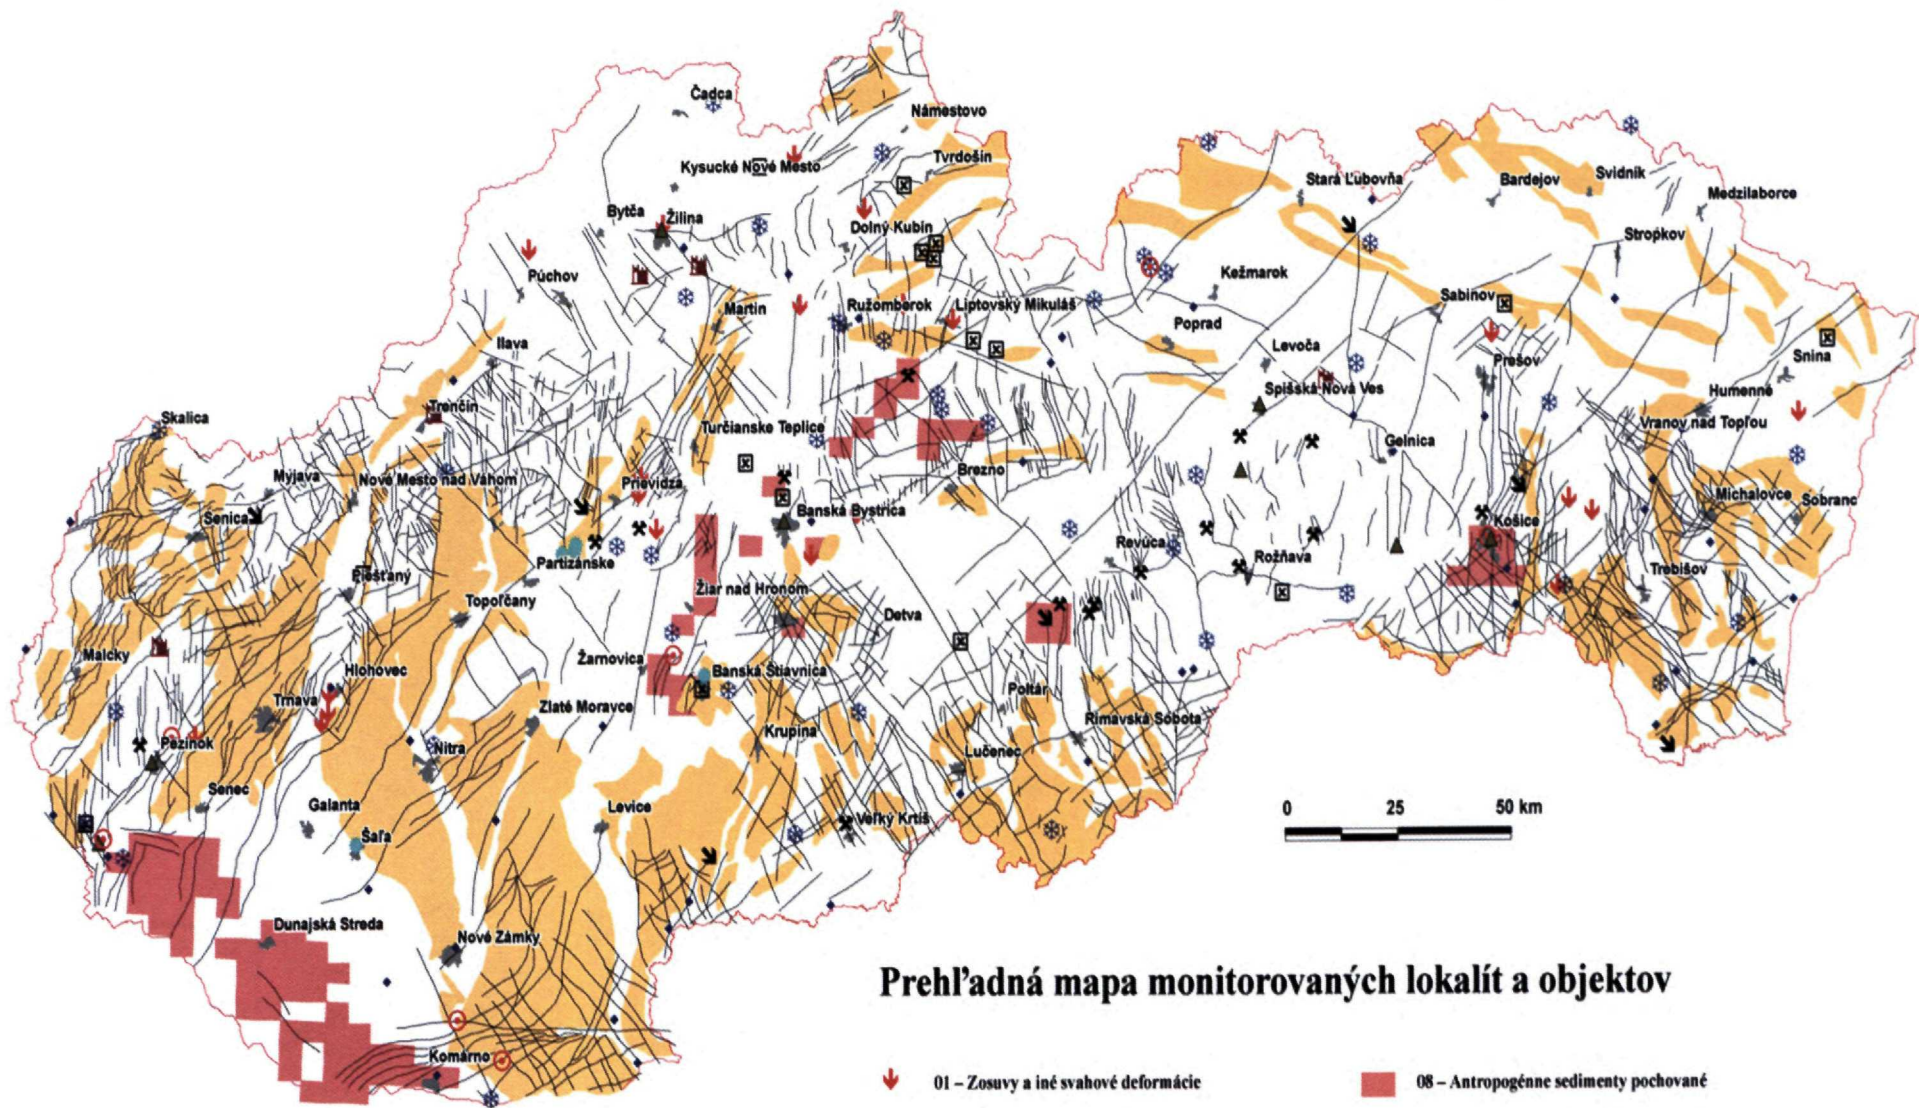 Čadca
Námestovo
Kysucké Nové Mesto
Tvrdošín
Stará Ľubovňa
Bardejov
Svidník
Medzilaborce
Bytča
Žilina
Dolný Kubín
Stropkov
Púchov
Kežmarok
Martin
Ružomberok
Liptovský Mikuláš
Sabinov
Poprad
Ilava
Levoča
Prešov
Snina
Spišská Nová Ves
Humenné
Trenčín
Skalica
Turčianske Teplice
Vranov nad Topľou
Gelnica
Brezno
Myjava
Nové Mesto nad Váhom
Prievidza
Michalovce
Sobranc
Senica
Banská Bystrica
Košice
Revúca
Rožňava
Partizánske
Piešťany
Trebišov
Žiar nad Hronom
Topoľčany
Detva
Malcky
Žarnovica
Hlohovec
Banská Štiavnica
Poltár
Trnava
Zlaté Moravce
Rimavská Sobota
Krupina
Pezinok
Nitra
Lučenec
Senec
Galanta
Levice
Veľký Krtíš
Šaľa
0 25 50 km
Dunajská Streda
Nové Zámky
Prehľadná mapa monitorovaných lokalít a objektov
Komárno
01 – Zosuvy a iné svahové deformácie
08 – Antropogénne sedimenty pochované